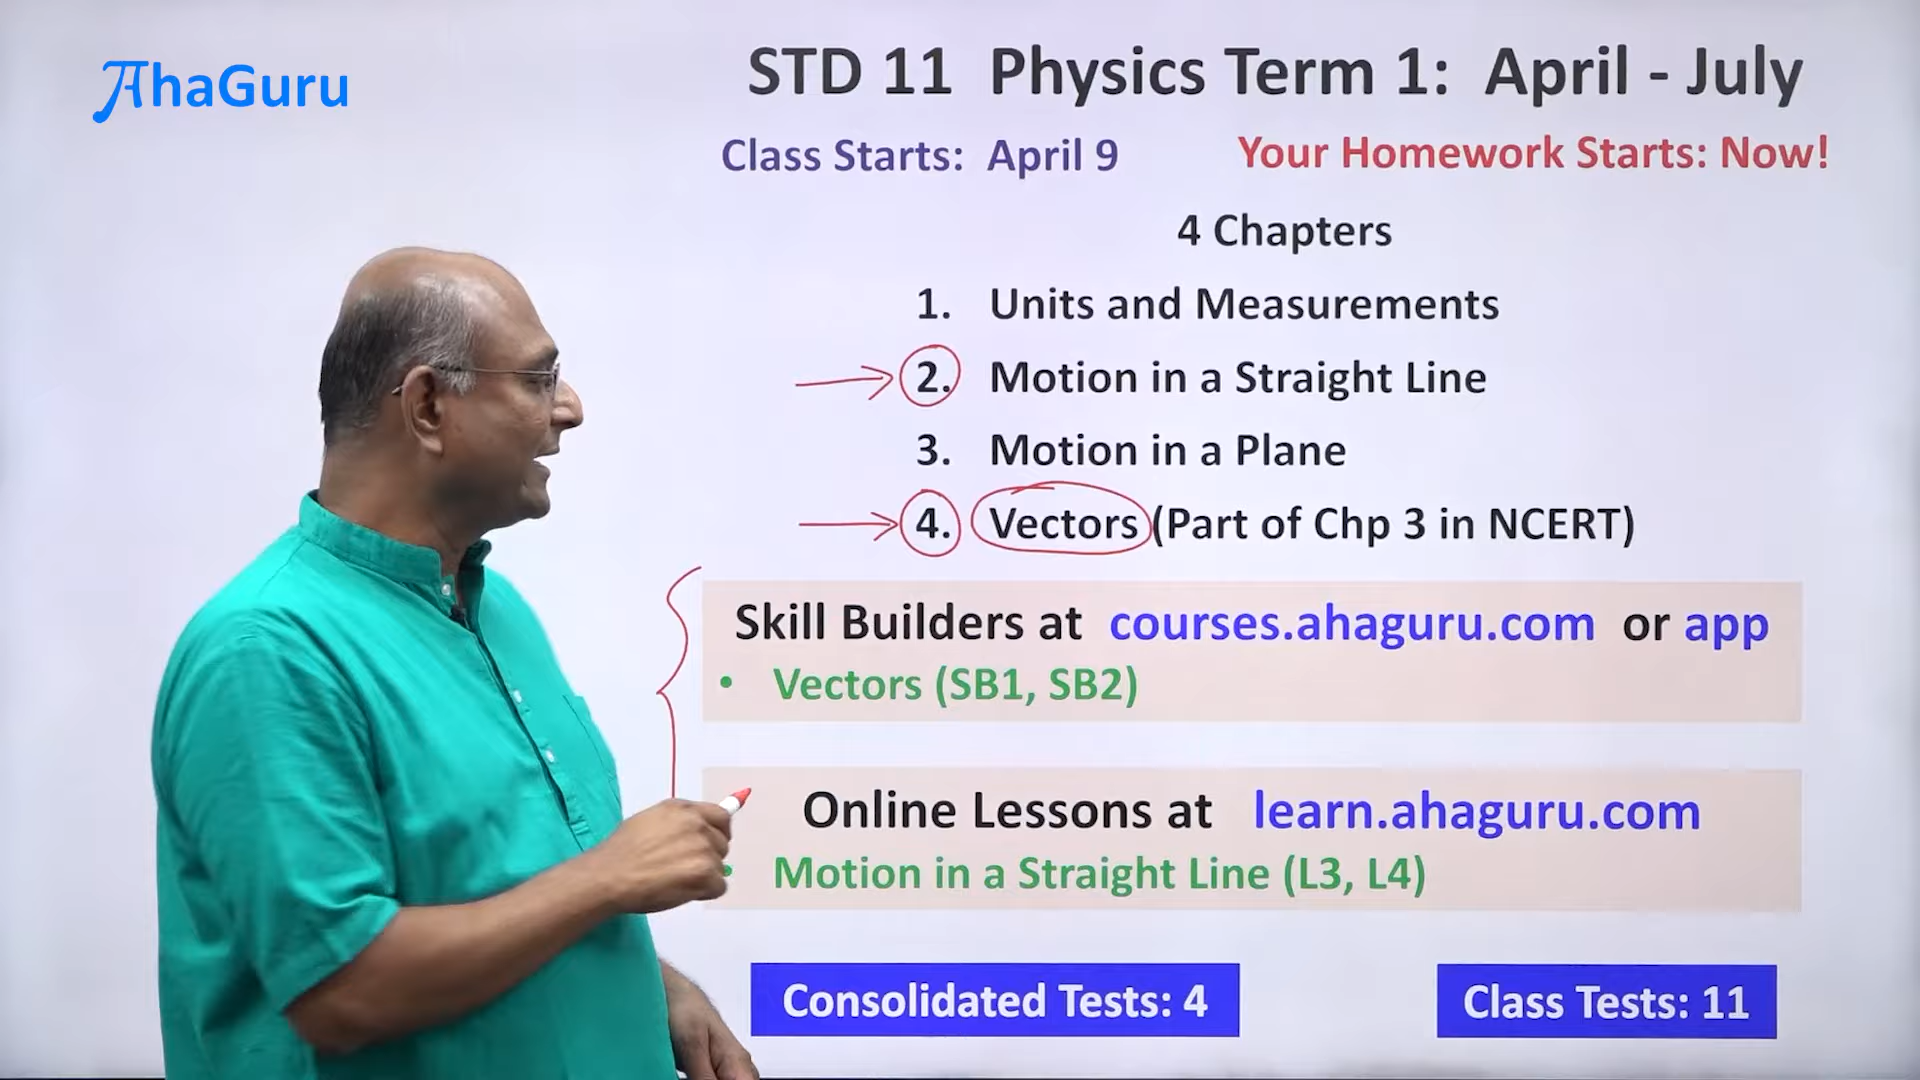 AhaGuru
STD 11 Physics Term 1: April - July
Class Starts: April 9
Your Homework Starts: Now!
4 Chapters
1. Units and Measurements
2. Motion in a Straight Line
3. Motion in a Plane
4. Vectors (Part of Chp 3 in NCERT)
Skill Builders at courses.ahaguru.com or app
• Vectors (SB1, SB2)
Online Lessons at learn.ahaguru.com
• Motion in a Straight Line (L3, L4)
Consolidated Tests: 4
Class Tests: 11